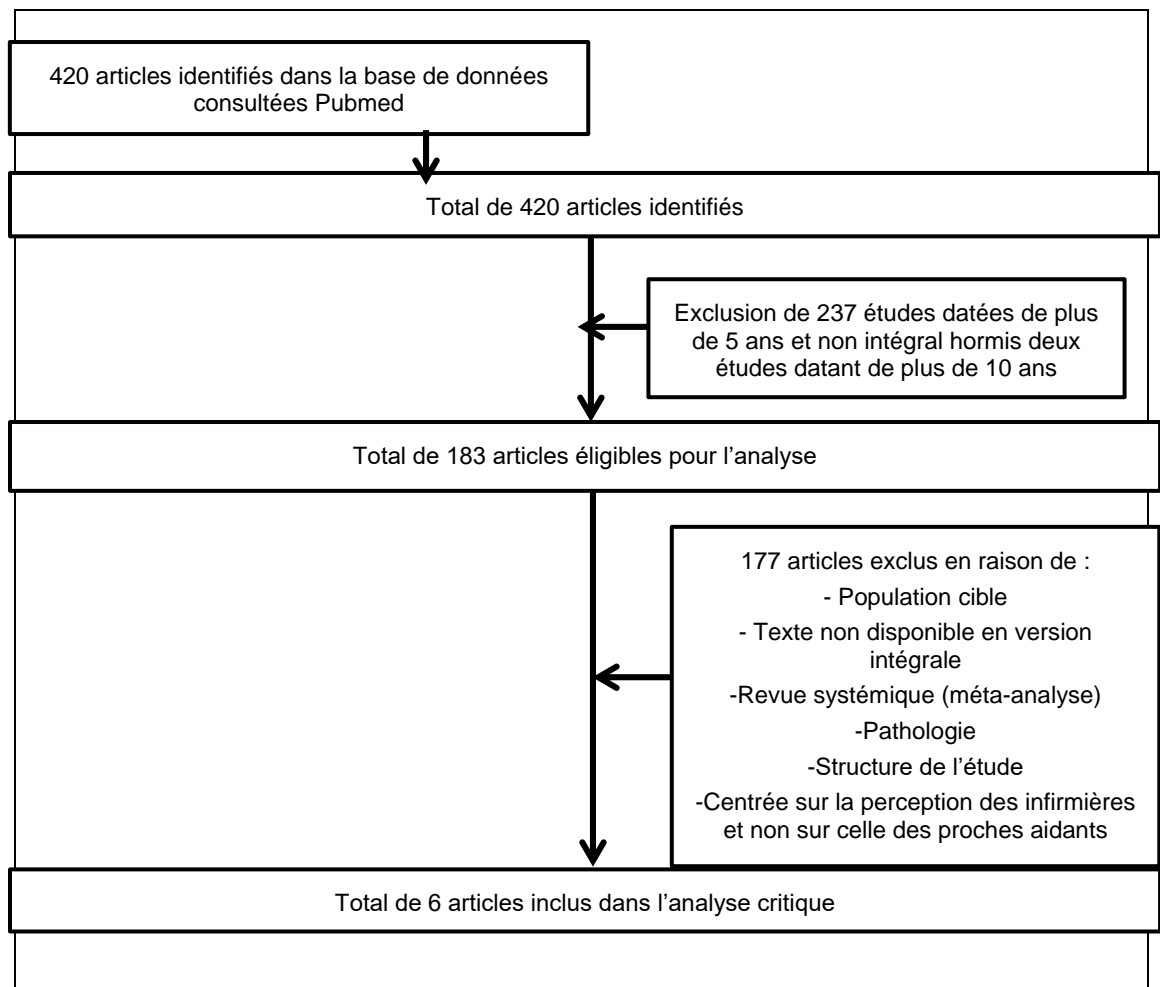 420 articles identifiés dans la base de données
consultées Pubmed
Total de 420 articles identifiés
Exclusion de 237 études datées de plus
de 5 ans et non intégral hormis deux
études datant de plus de 10 ans
Total de 183 articles éligibles pour l'analyse
177 articles exclus en raison de :
- Population cible
- Texte non disponible en version
intégrale
-Revue systémique (méta-analyse)
-Pathologie
-Structure de l'étude
-Centrée sur la perception des infirmières
et non sur celle des proches aidants
Total de 6 articles inclus dans l'analyse critique